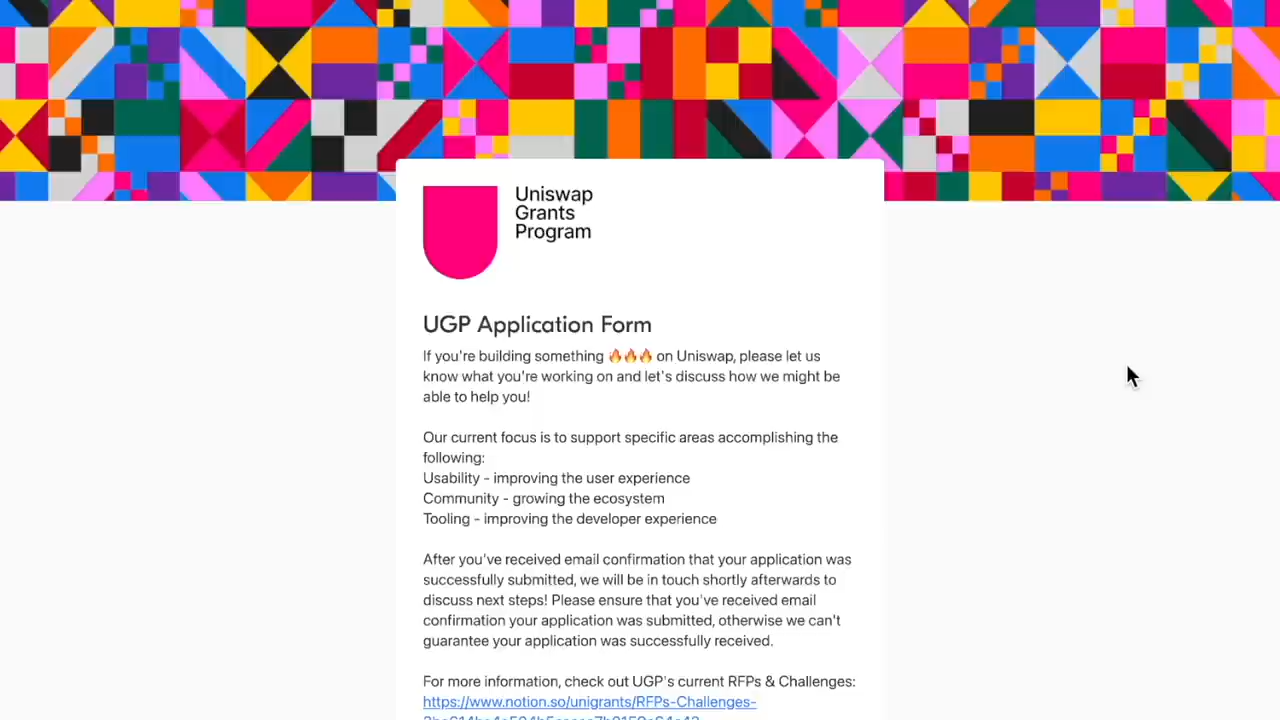 Uniswap
Grants
Program
UGP Application Form
If you're building something 🔥🔥🔥 on Uniswap, please let us
know what you're working on and let's discuss how we might be
able to help you!
Our current focus is to support specific areas accomplishing the
following:
Usability - improving the user experience
Community - growing the ecosystem
Tooling - improving the developer experience
After you've received email confirmation that your application was
successfully submitted, we will be in touch shortly afterwards to
discuss next steps! Please ensure that you've received email
confirmation your application was submitted, otherwise we can't
guarantee your application was successfully received.
For more information, check out UGP's current RFPs & Challenges:
https://www.notion.so/unigrants/RFPs-Challenges-